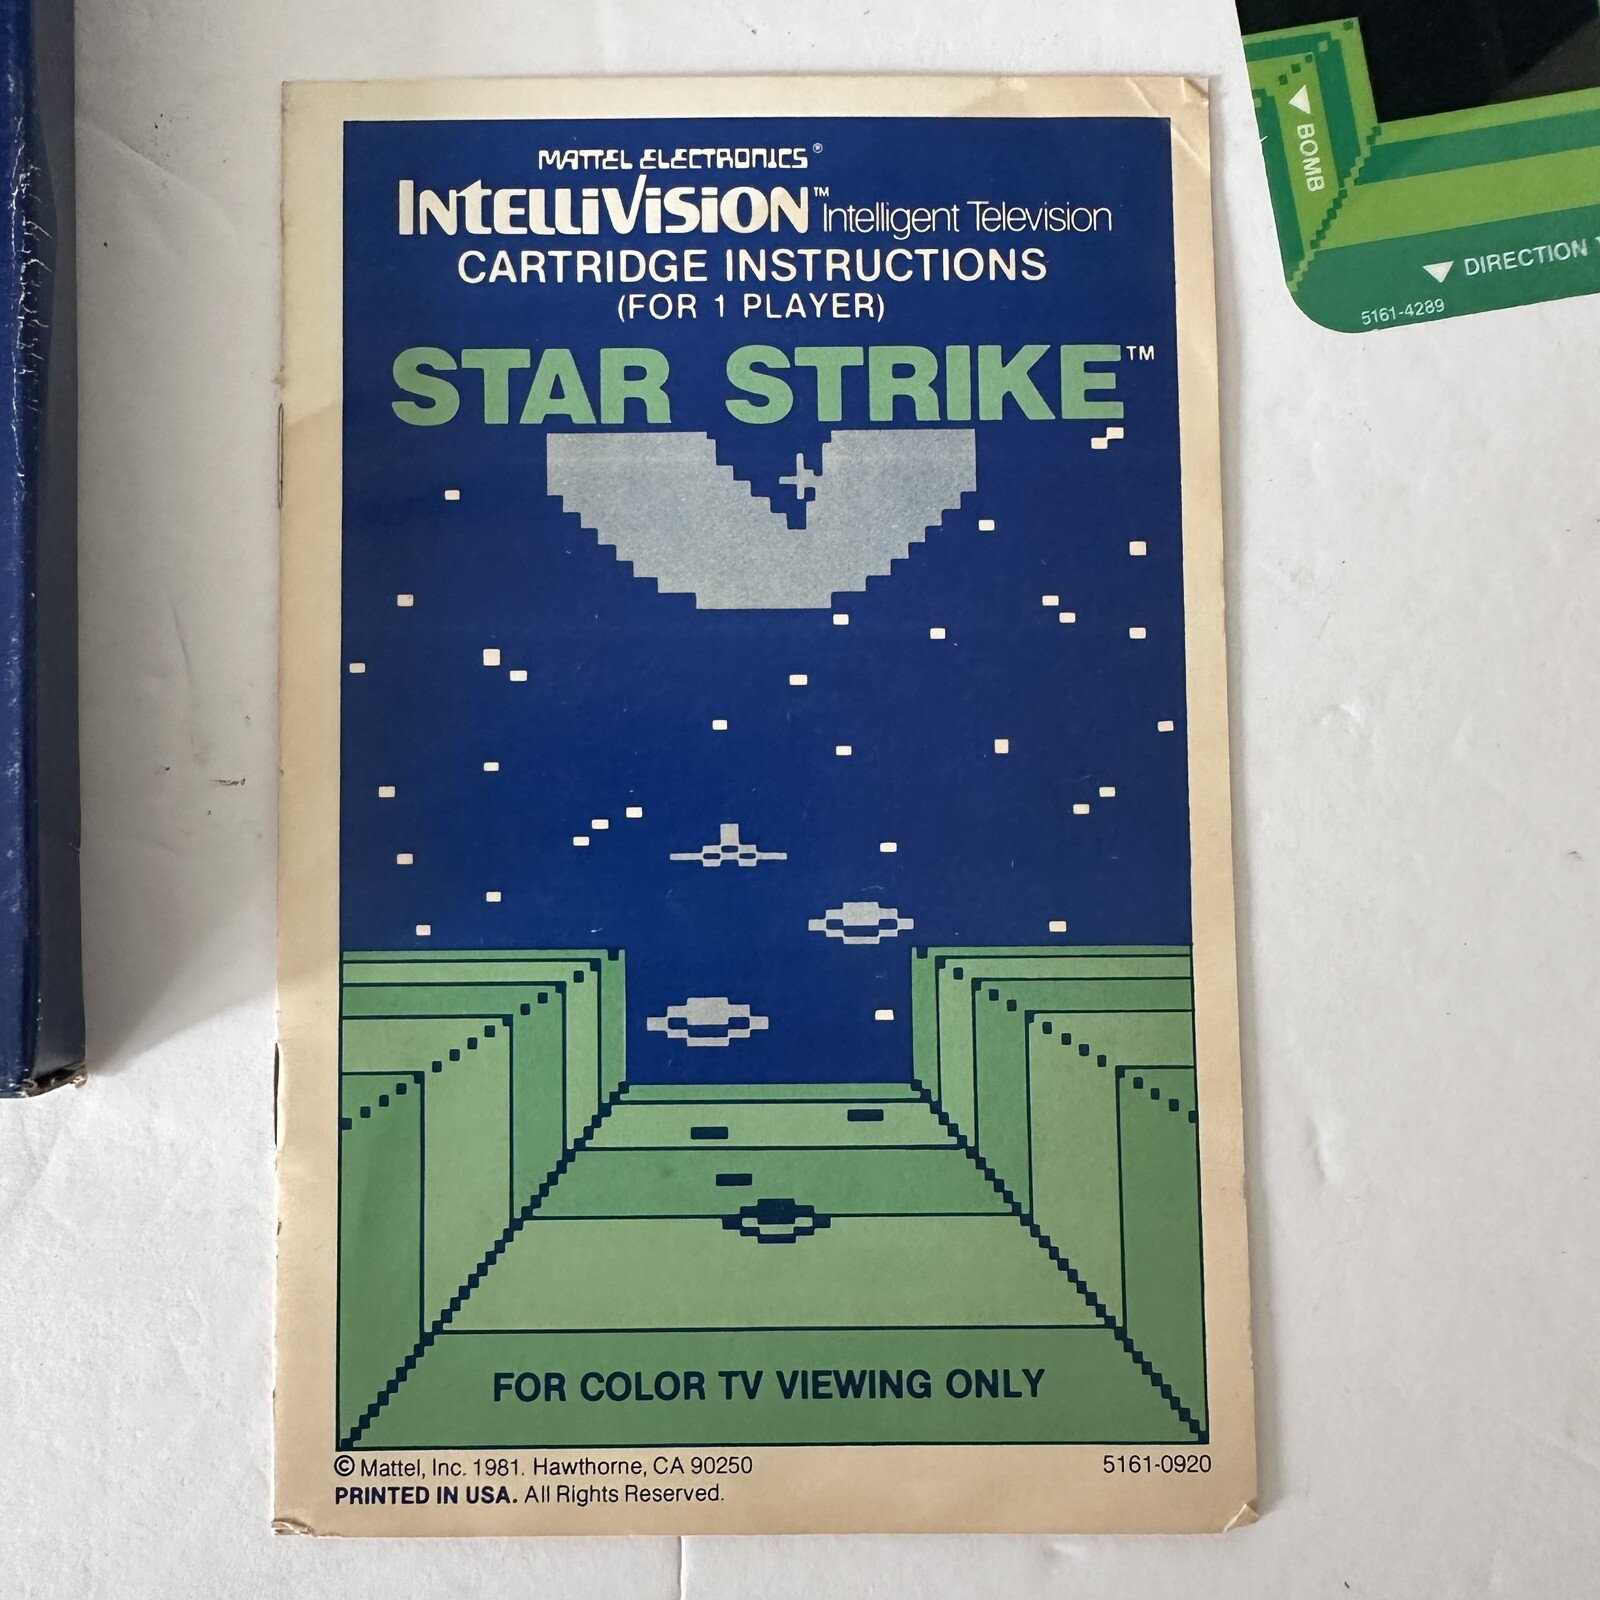 MATTEL ELECTRONICS®
INTELLIVISION™ Intelligent Television
CARTRIDGE INSTRUCTIONS
(FOR 1 PLAYER)
STAR STRIKE™
FOR COLOR TV VIEWING ONLY
© Mattel, Inc. 1981. Hawthorne, CA 90250
5161-0920
PRINTED IN USA. All Rights Reserved.
▼ BOMB
▼ DIRECTION
5161-4289